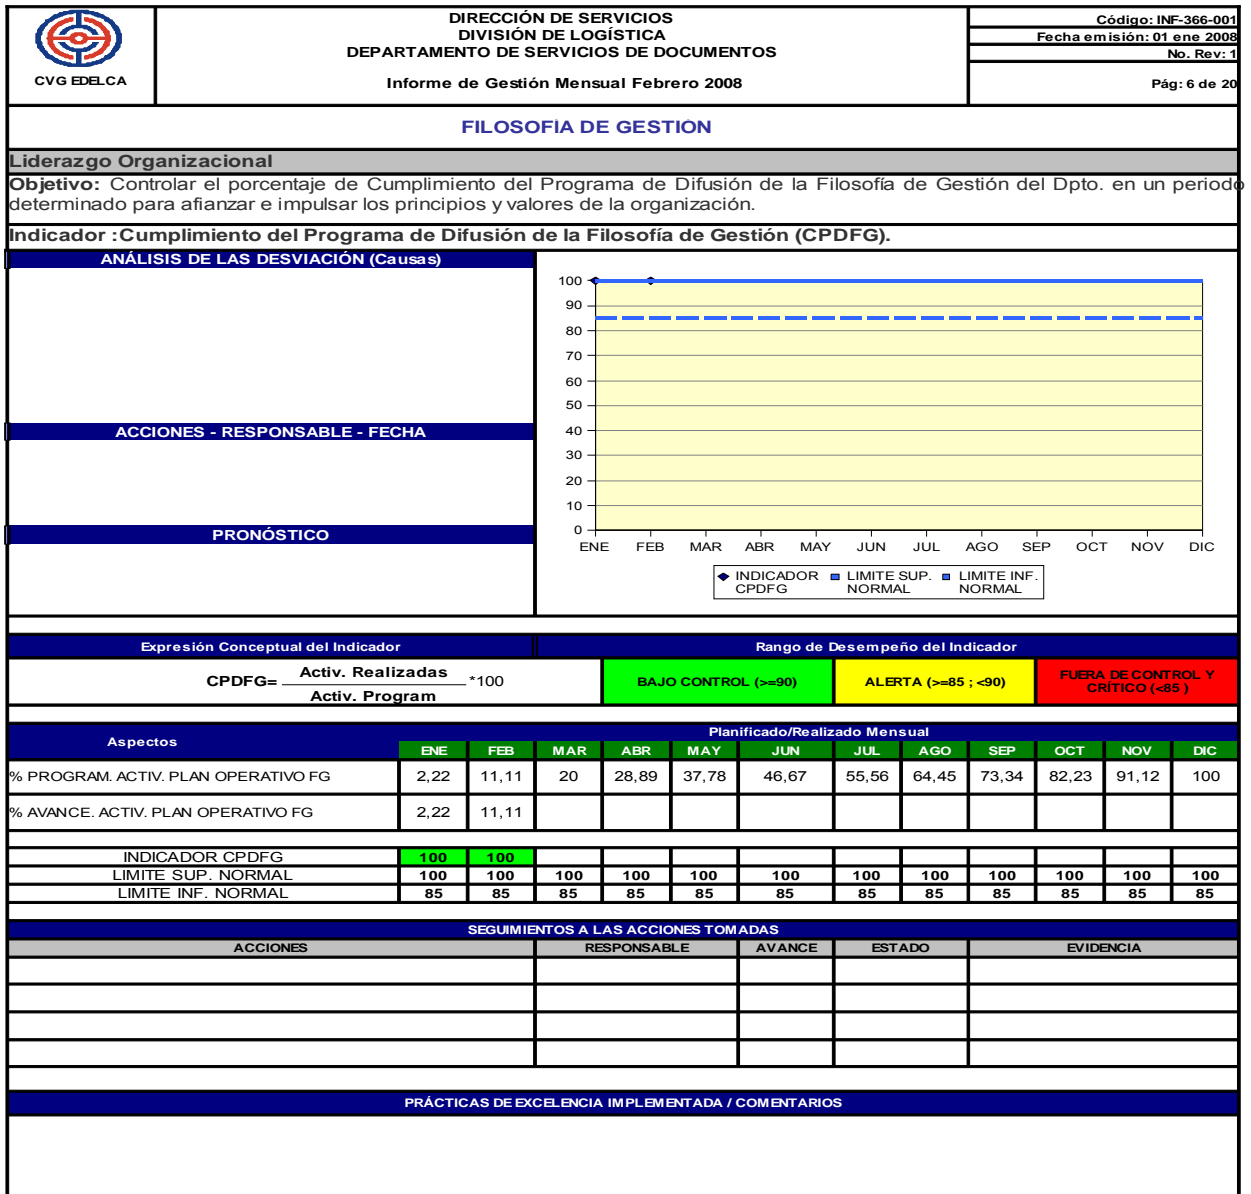 DIRECCIÓN DE SERVICIOS
DIVISIÓN DE LOGÍSTICA
DEPARTAMENTO DE SERVICIOS DE DOCUMENTOS
Informe de Gestión Mensual Febrero 2008
CVG EDELCA
Código: INF-366-001
Fecha emisión: 01 ene 2008
No. Rev: 1
Pág: 6 de 20
FILOSOFÍA DE GESTIÓN
Liderazgo Organizacional
Objetivo: Controlar el porcentaje de Cumplimiento del Programa de Difusión de la Filosofía de Gestión del Dpto. en un periodo
determinado para afianzar e impulsar los principios y valores de la organización.
Indicador :Cumplimiento del Programa de Difusión de la Filosofía de Gestión (CPDFG).
ANÁLISIS DE LAS DESVIACIÓN (Causas)
ACCIONES - RESPONSABLE - FECHA
PRONÓSTICO
100
90
80
70
60
50
40
30
20
10
0
ENE FEB MAR ABR MAY JUN JUL AGO SEP OCT NOV DIC
INDICADOR CPDFG
LIMITE SUP. NORMAL
LIMITE INF. NORMAL
Expresión Conceptual del Indicador
Rango de Desempeño del Indicador
CPDFG= Activ. Realizadas *100
Activ. Program
BAJO CONTROL (>=90)
ALERTA (>=85 ; <90)
FUERA DE CONTROL Y
CRÍTICO (<85 )
Aspectos
Planificado/Realizado Mensual
ENE FEB MAR ABR MAY JUN JUL AGO SEP OCT NOV DIC
% PROGRAM. ACTIV. PLAN OPERATIVO FG 2,22 11,11 20 28,89 37,78 46,67 55,56 64,45 73,34 82,23 91,12 100
% AVANCE. ACTIV. PLAN OPERATIVO FG 2,22 11,11
INDICADOR CPDFG 100 100
LIMITE SUP. NORMAL 100 100 100 100 100 100 100 100 100 100 100 100
LIMITE INF. NORMAL 85 85 85 85 85 85 85 85 85 85 85 85
SEGUIMIENTOS A LAS ACCIONES TOMADAS
ACCIONES RESPONSABLE AVANCE ESTADO EVIDENCIA
PRÁCTICAS DE EXCELENCIA IMPLEMENTADA / COMENTARIOS